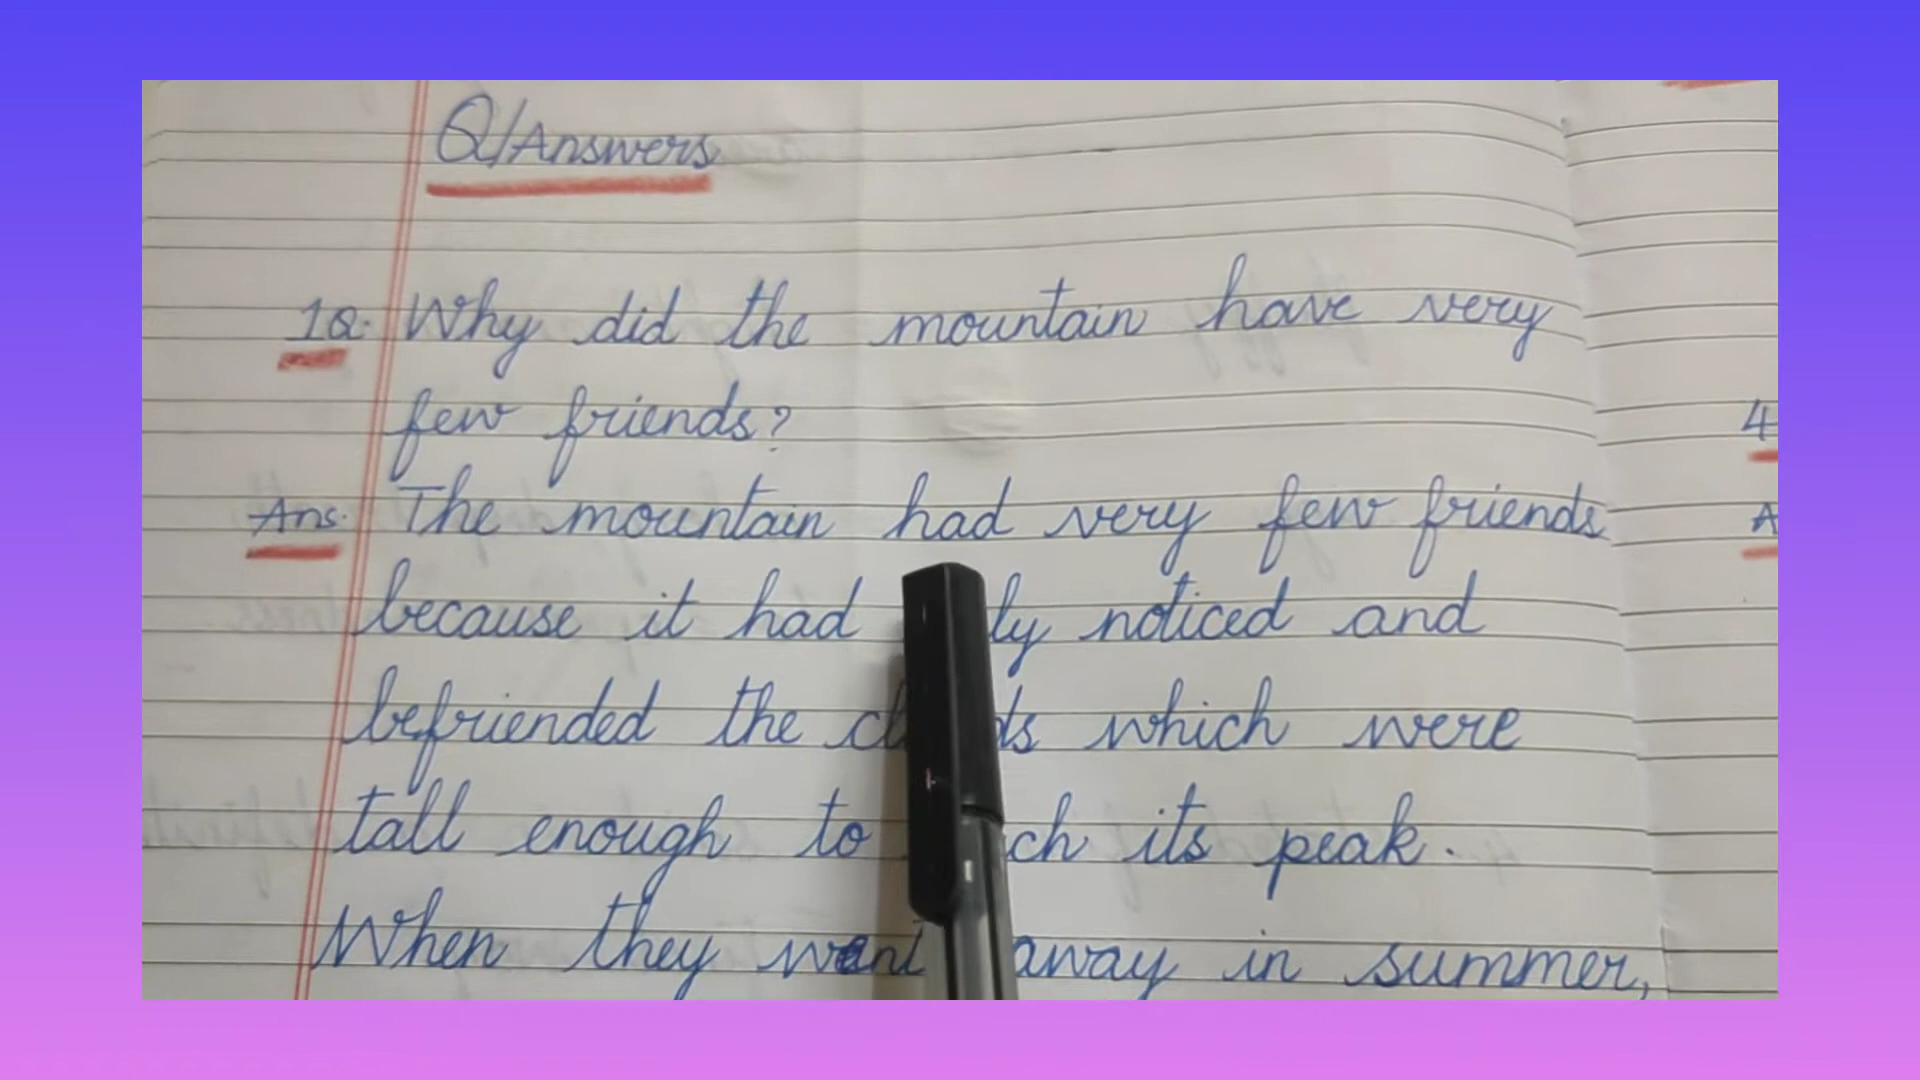 Q/Answers
1Q. Why did the mountain have very
few friends?
Ans. The mountain had very few friends
because it had ly noticed and
befriended the which were
tall enough to its peak.
When they went away in summer,
4
A